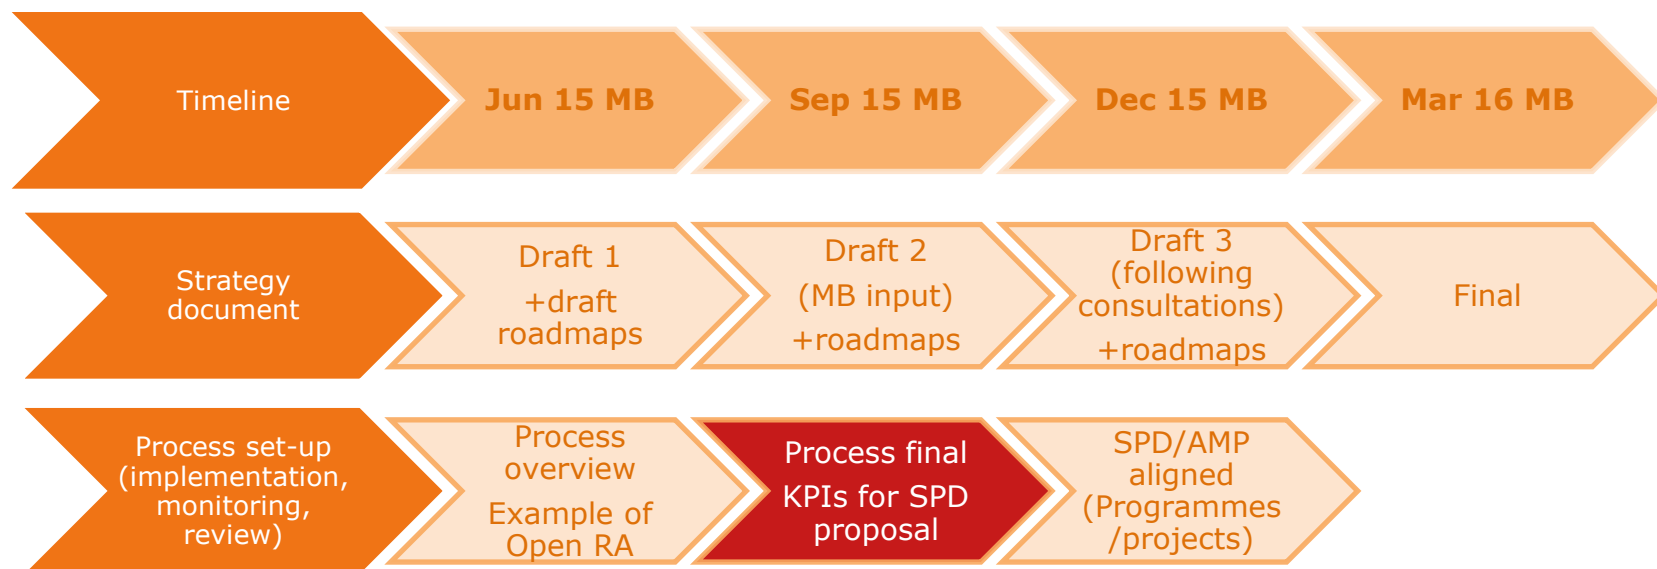 Timeline
Jun 15 MB
Sep 15 MB
Dec 15 MB
Mar 16 MB
Strategy
document
Draft 1
+draft
roadmaps
Draft 2
(MB input)
+roadmaps
Draft 3
(following
consultations)
+roadmaps
Final
Process set-up
(implementation,
monitoring,
review)
Process
overview
Example of
Open RA
Process final
KPIs for SPD
proposal
SPD/AMP
aligned
(Programmes
/projects)